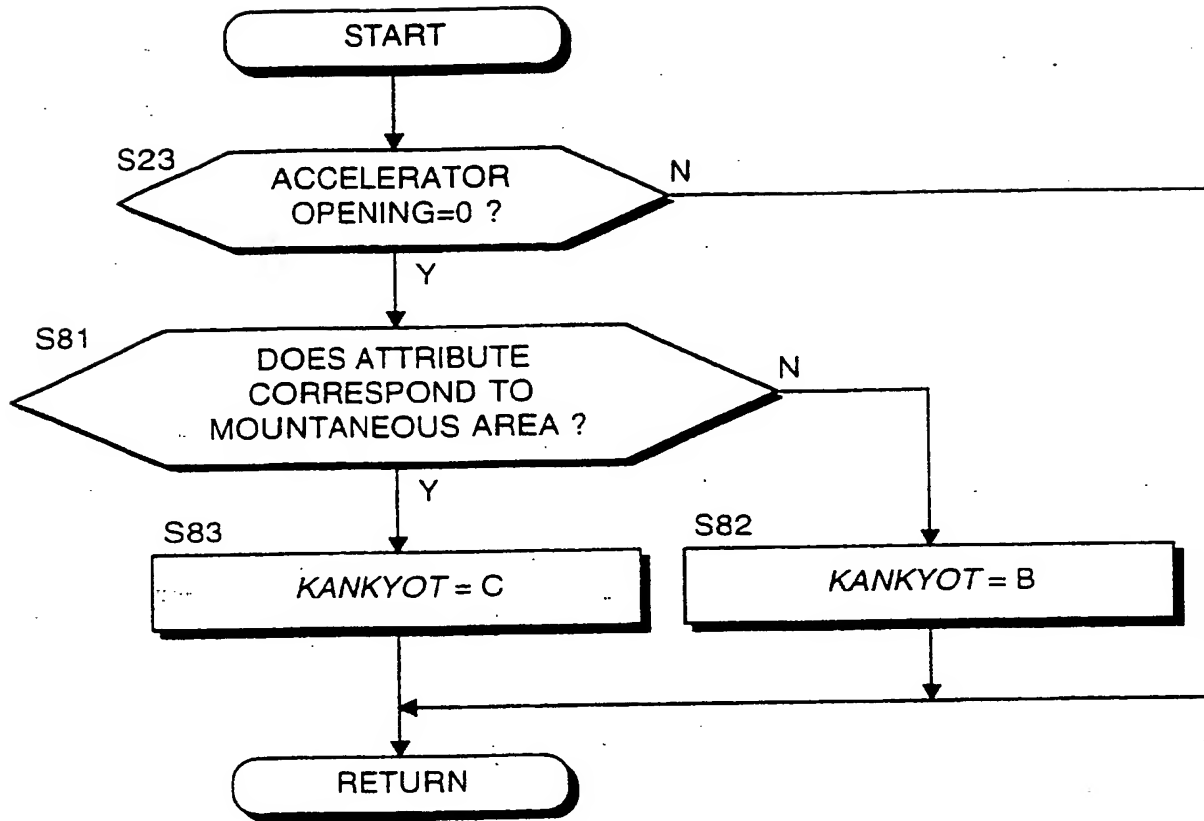 START
S23
ACCELERATOR
OPENING=0 ?
N
Y
S81
DOES ATTRIBUTE
CORRESPOND TO
MOUNTANEOUS AREA ?
N
Y
S83
KANKYOT = C
S82
KANKYOT = B
RETURN